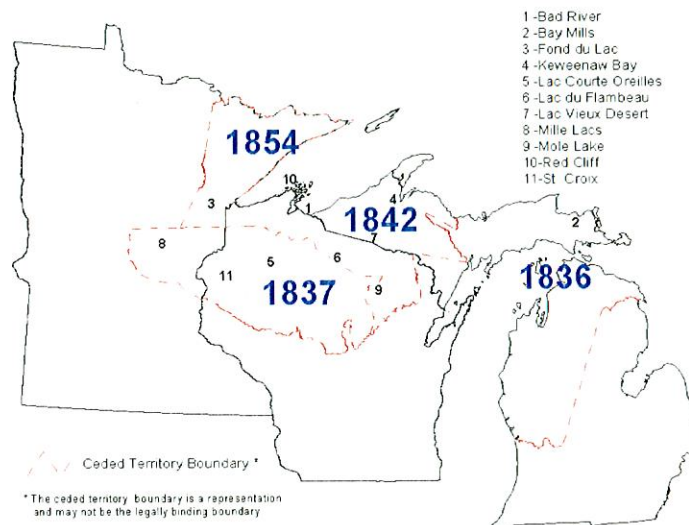 1 -Bad River
2 -Bay Mills
3 -Fond du Lac
4 -Keweenaw Bay
5 -Lac Courte Oreilles
6 -Lac du Flambeau
7 -Lac Vieux Desert
8 -Mille Lacs
9 -Mole Lake
10-Red Cliff
11-St. Croix
1854
10
4
3
1
1842
2
7
8
11
5
6
1837
9
1836
Ceded Territory Boundary *
* The ceded territory boundary is a representation
and may not be the legally binding boundary